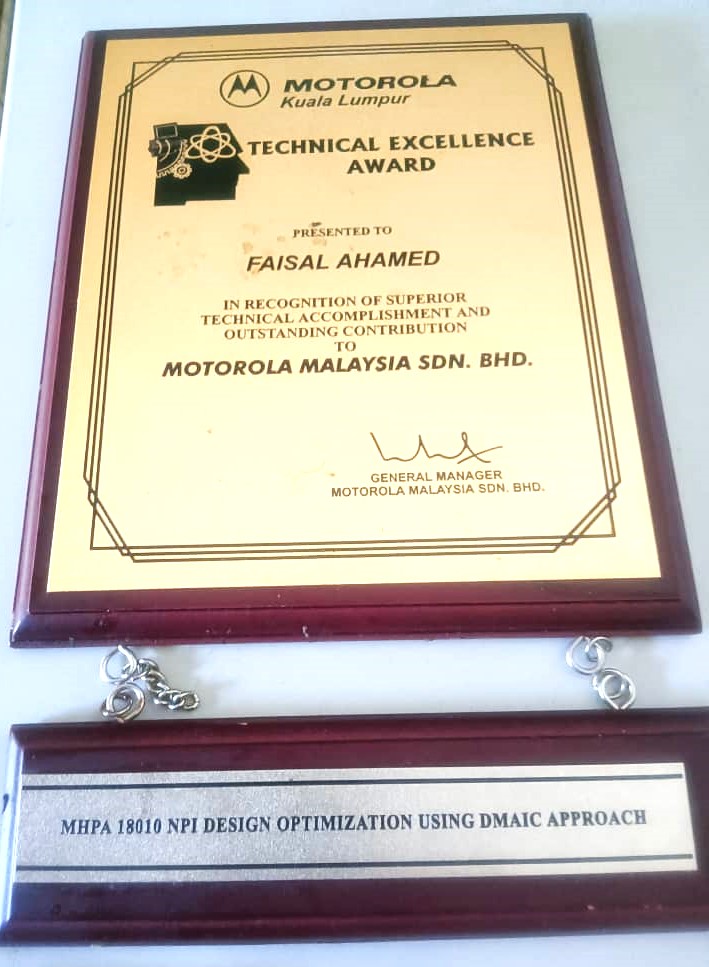 MOTOROLA
Kuala Lumpur
TECHNICAL EXCELLENCE
AWARD
PRESENTED TO
FAISAL AHAMED
IN RECOGNITION OF SUPERIOR
TECHNICAL ACCOMPLISHMENT AND
OUTSTANDING CONTRIBUTION
TO
MOTOROLA MALAYSIA SDN. BHD.
GENERAL MANAGER
MOTOROLA MALAYSIA SDN. BHD.
MHPA 18010 NPI DESIGN OPTIMIZATION USING DMAIC APPROACH